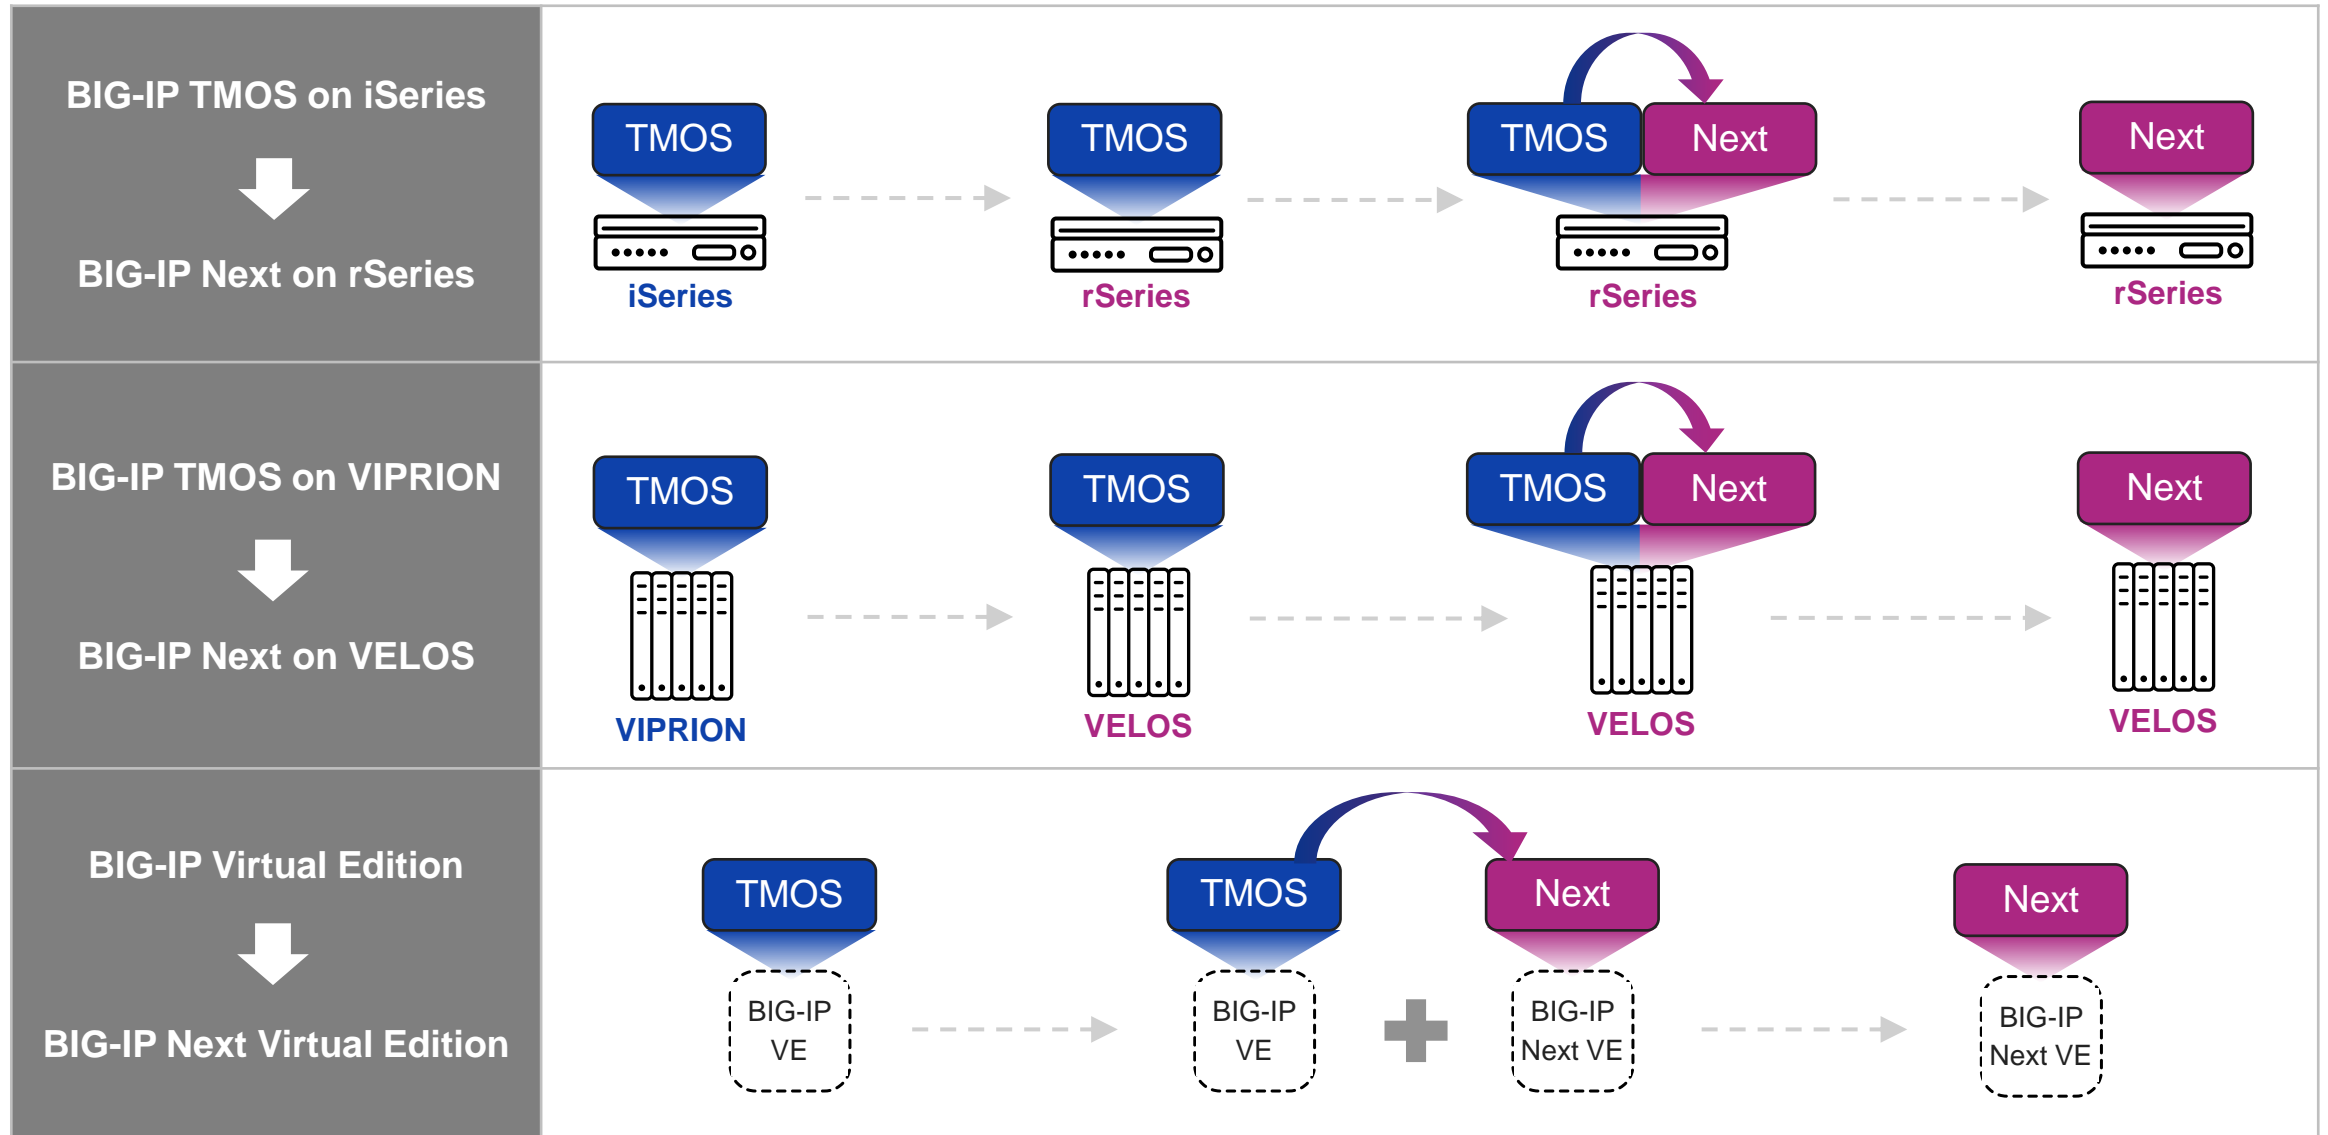 BIG-IP TMOS on iSeries
BIG-IP Next on rSeries
TMOS
iSeries
TMOS
rSeries
TMOS
Next
rSeries
Next
rSeries
BIG-IP TMOS on VIPRION
BIG-IP Next on VELOS
TMOS
VIPRION
TMOS
VELOS
TMOS
Next
VELOS
Next
VELOS
BIG-IP Virtual Edition
BIG-IP Next Virtual Edition
TMOS
BIG-IP
VE
TMOS
BIG-IP
VE
Next
BIG-IP
Next VE
Next
BIG-IP
Next VE